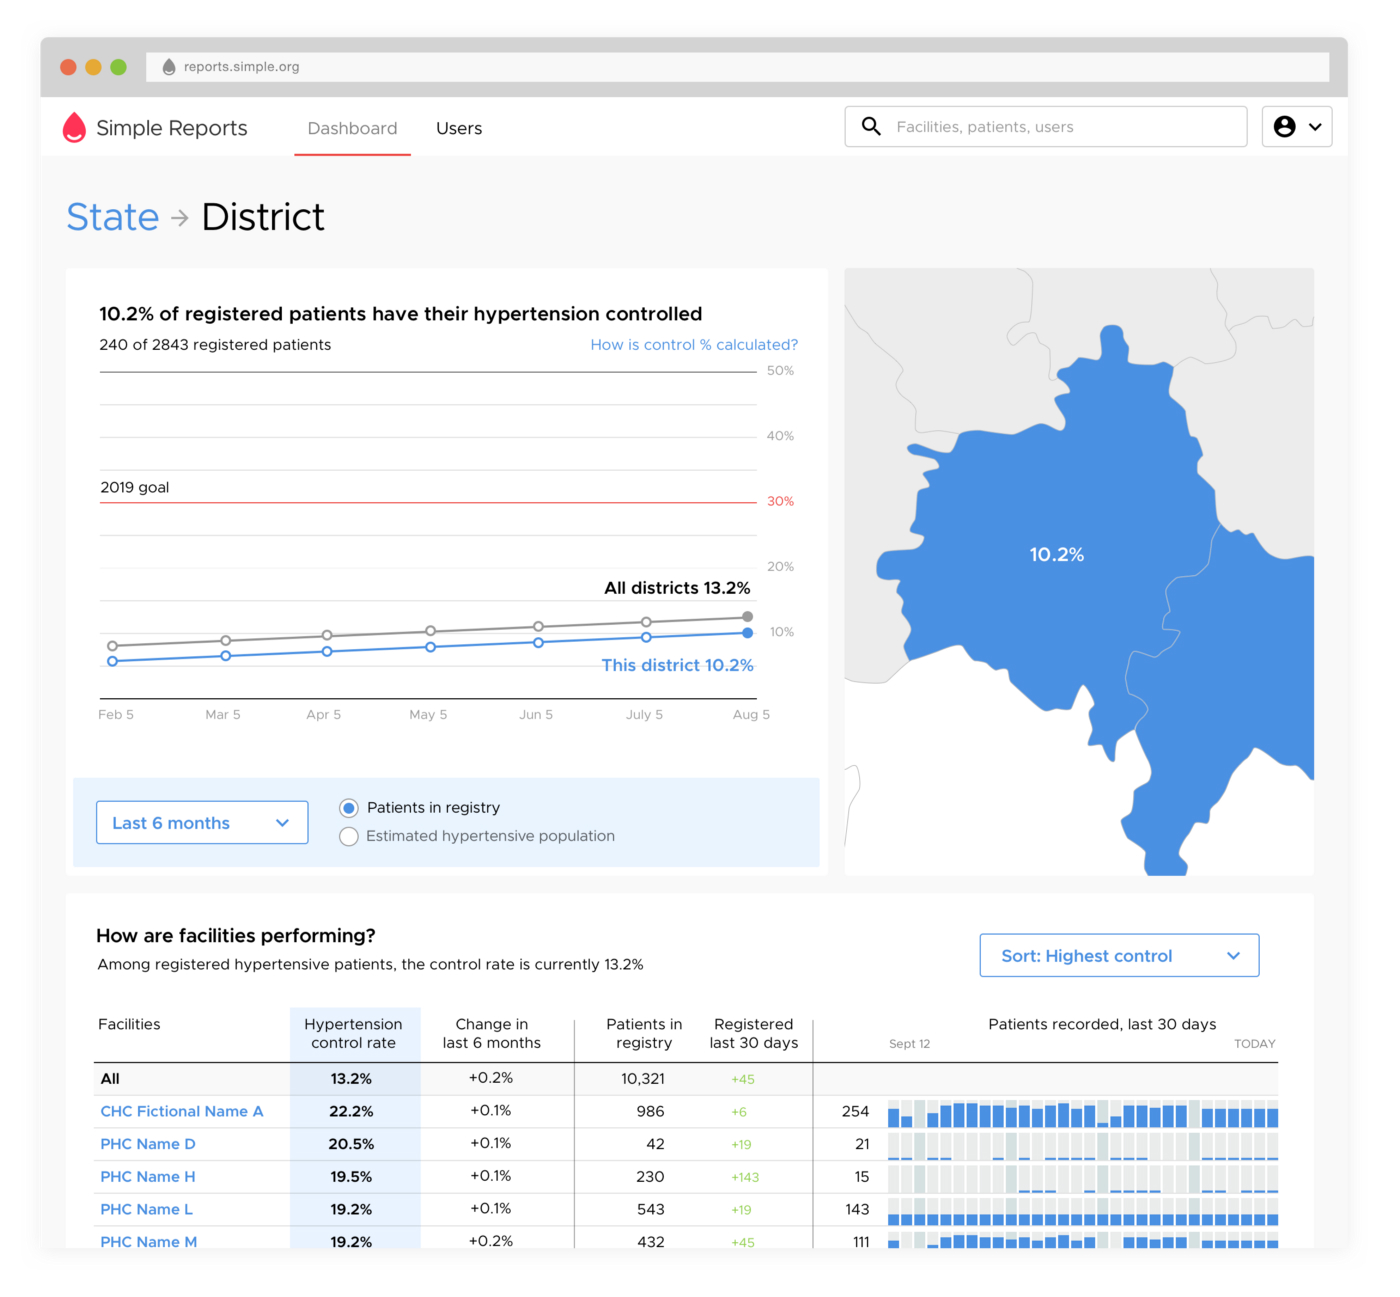 reports.simple.org
Simple Reports
Dashboard
Users
Facilities, patients, users
State → District
10.2% of registered patients have their hypertension controlled
240 of 2843 registered patients
How is control % calculated?
50%
40%
2019 goal
30%
20%
All districts 13.2%
10%
This district 10.2%
Feb 5 Mar 5 Apr 5 May 5 Jun 5 July 5 Aug 5
10.2%
Last 6 months
Patients in registry
Estimated hypertensive population
How are facilities performing?
Among registered hypertensive patients, the control rate is currently 13.2%
Sort: Highest control
Facilities
Hypertension
control rate
Change in
last 6 months
Patients in
registry
Registered
last 30 days
Patients recorded, last 30 days
Sept 12 TODAY
All 13.2% +0.2% 10,321 +45
CHC Fictional Name A 22.2% +0.1% 986 +6 254
PHC Name D 20.5% +0.1% 42 +19 21
PHC Name H 19.5% +0.1% 230 +143 15
PHC Name L 19.2% +0.1% 543 +19 143
PHC Name M 19.2% +0.2% 432 +45 111